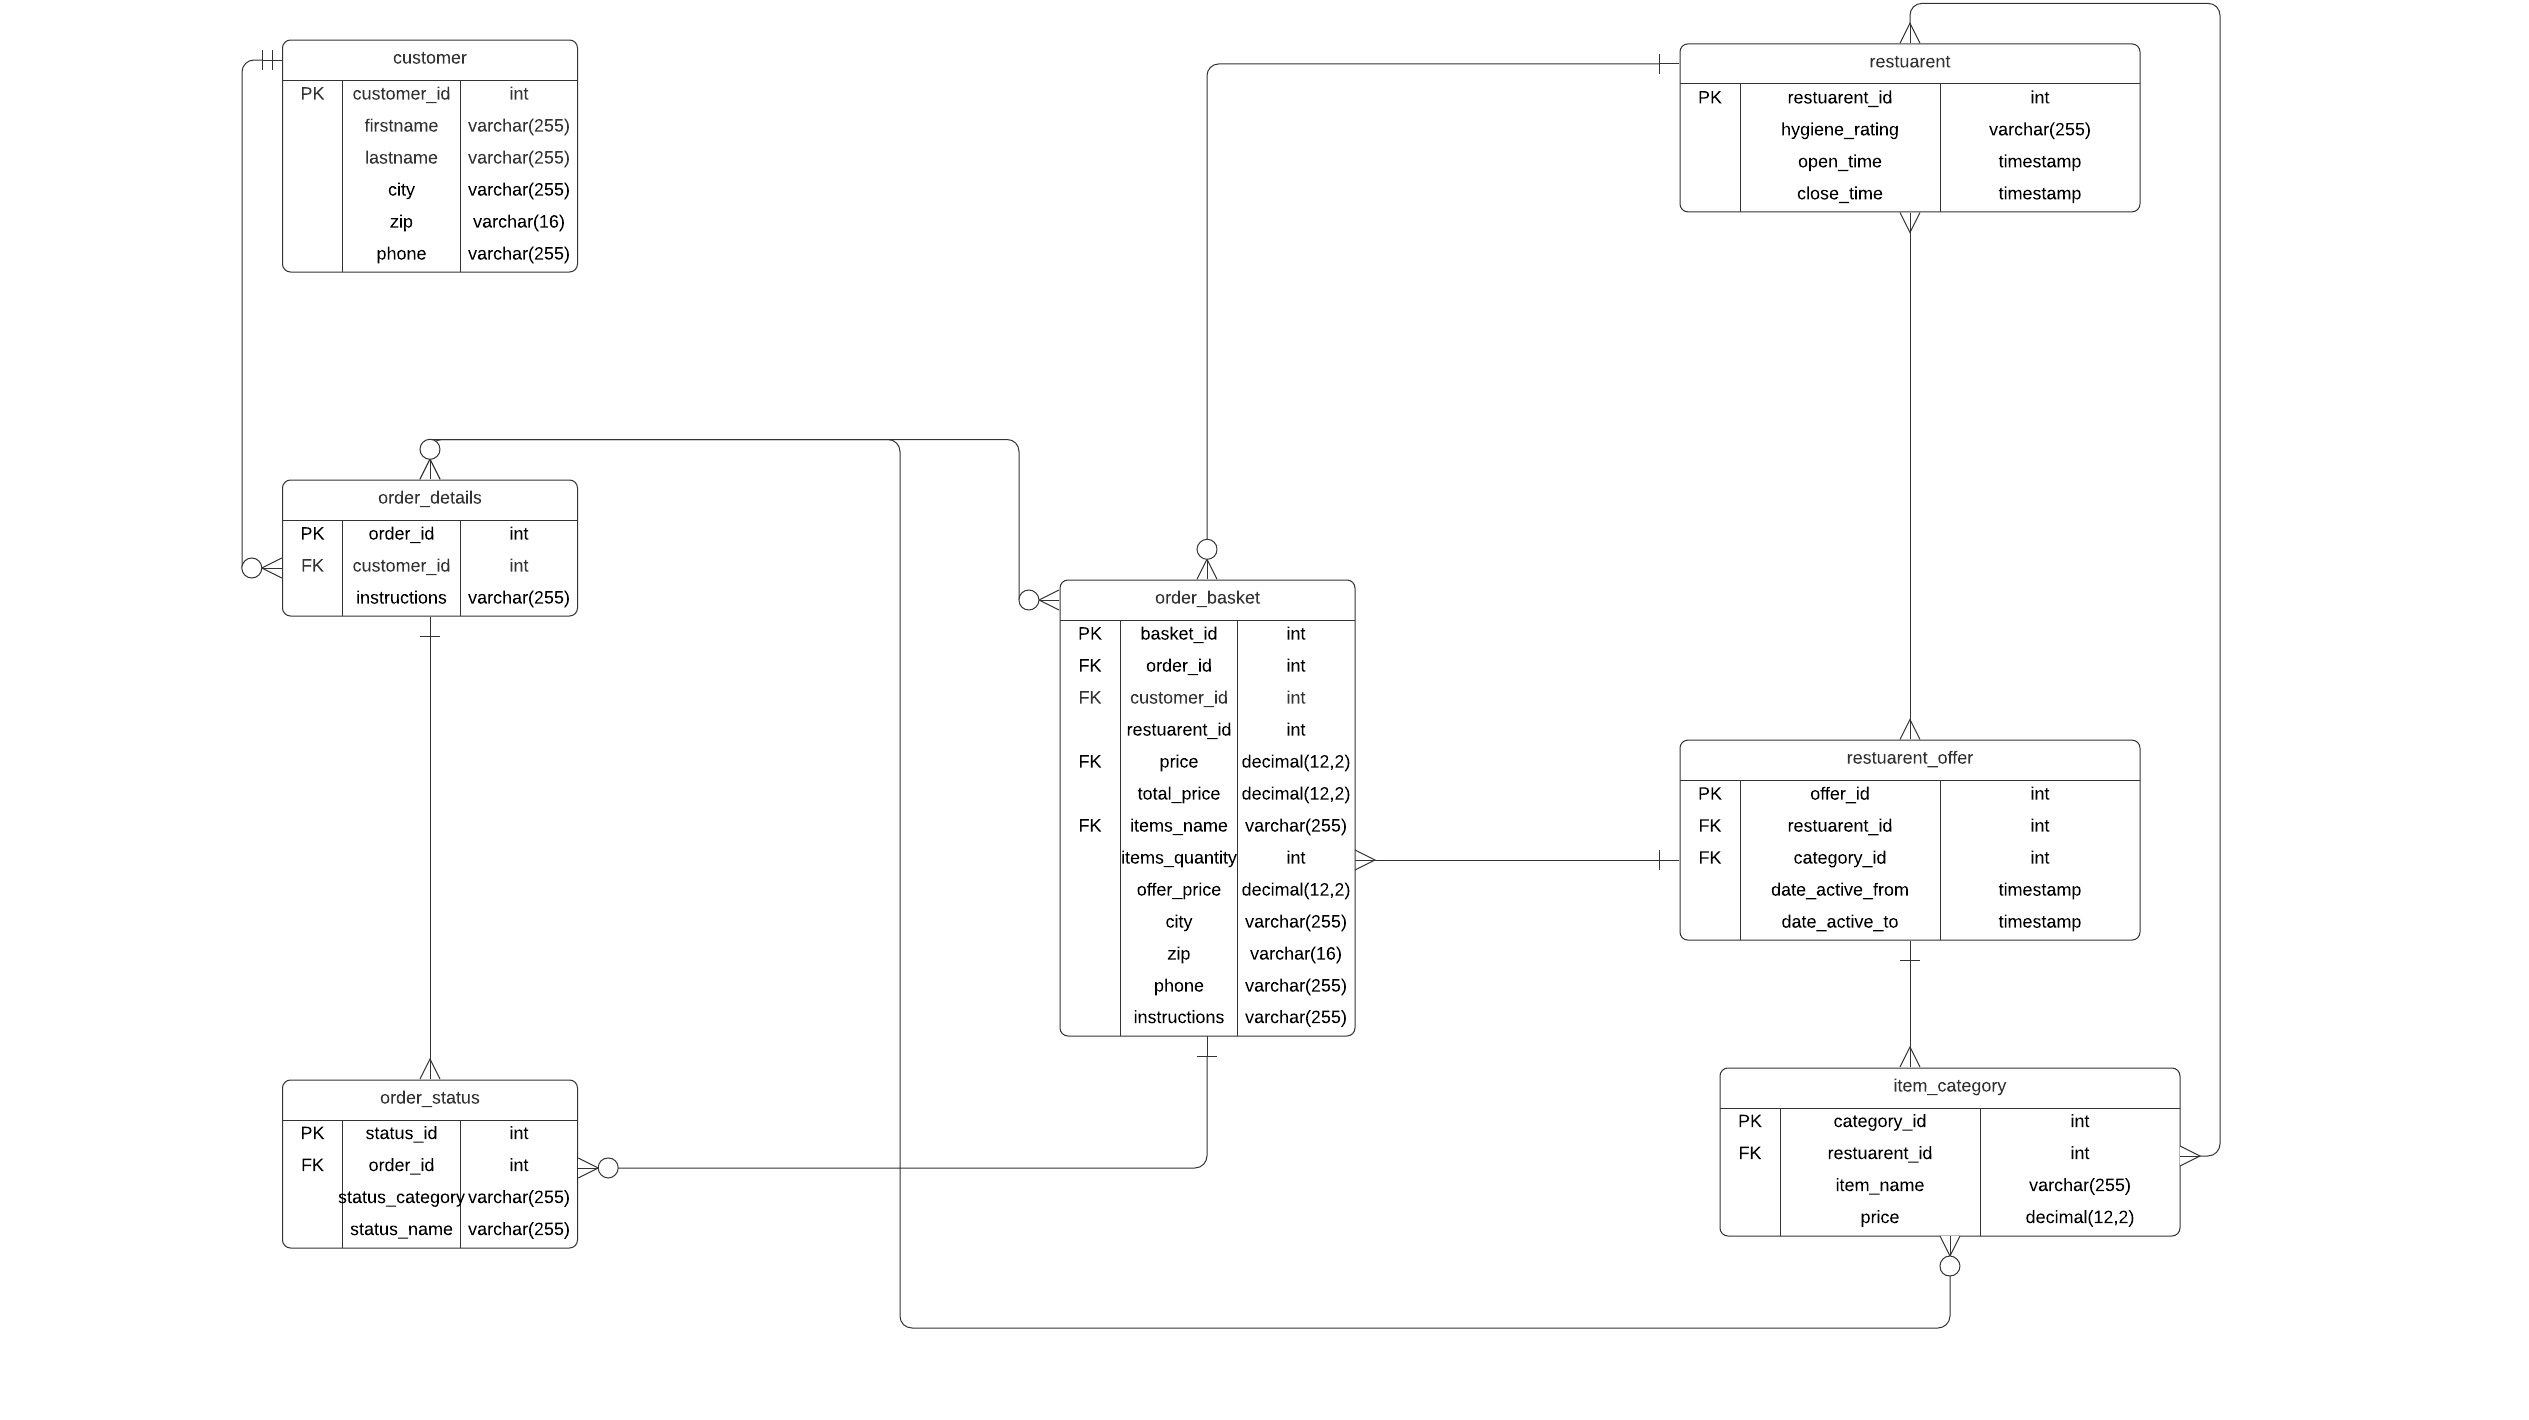 customer
PK customer_id int
firstname varchar(255)
lastname varchar(255)
city varchar(255)
zip varchar(16)
phone varchar(255)
restuarent
PK restuarent_id int
hygiene_rating varchar(255)
open_time timestamp
close_time timestamp
order_details
PK order_id int
FK customer_id int
instructions varchar(255)
order_basket
PK basket_id int
FK order_id int
FK customer_id int
restuarent_id int
FK price decimal(12,2)
total_price decimal(12,2)
FK items_name varchar(255)
items_quantity int
offer_price decimal(12,2)
city varchar(255)
zip varchar(16)
phone varchar(255)
instructions varchar(255)
restuarent_offer
PK offer_id int
FK restuarent_id int
FK category_id int
date_active_from timestamp
date_active_to timestamp
order_status
PK status_id int
FK order_id int
status_category varchar(255)
status_name varchar(255)
item_category
PK category_id int
FK restuarent_id int
item_name varchar(255)
price decimal(12,2)